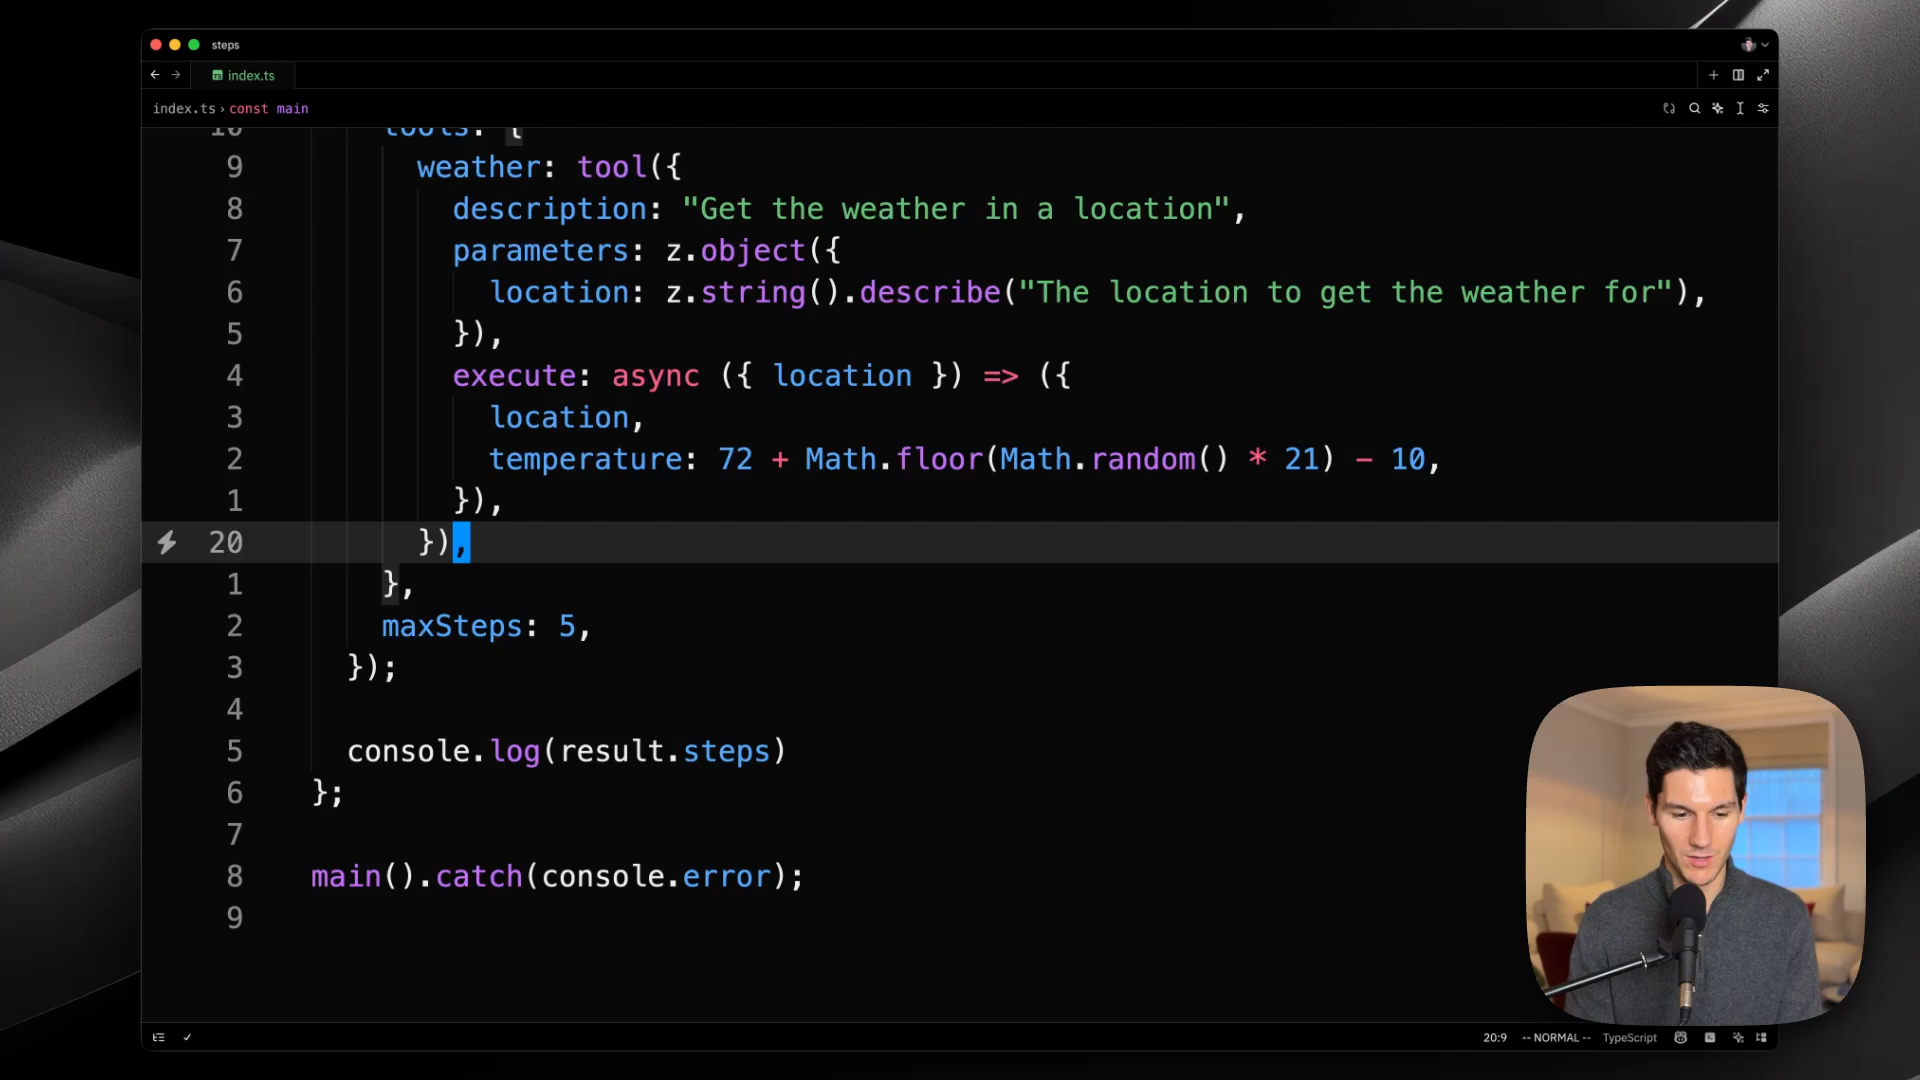 steps
index.ts
index.ts › const main
10 tools: {
9 weather: tool({
8 description: "Get the weather in a location",
7 parameters: z.object({
6 location: z.string().describe("The location to get the weather for"),
5 }),
4 execute: async ({ location }) => ({
3 location,
2 temperature: 72 + Math.floor(Math.random() * 21) - 10,
1 }),
20 }),
1 },
2 maxSteps: 5,
3 });
4
5 console.log(result.steps)
6 };
7
8 main().catch(console.error);
9
20:9 -- NORMAL -- TypeScript